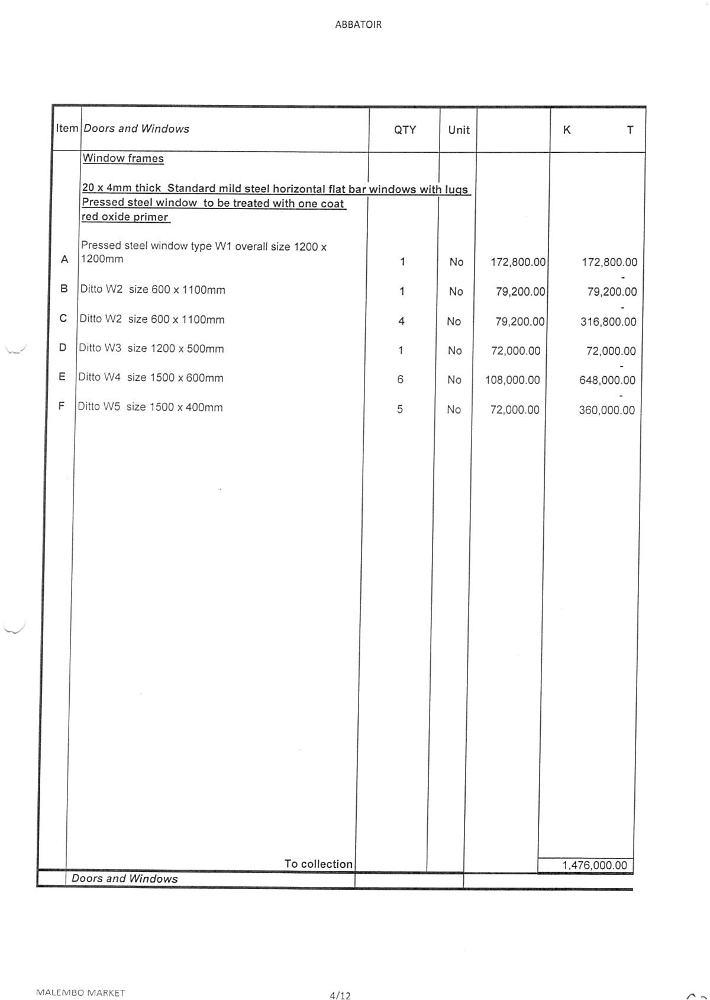 ABBATOIR
Item Doors and Windows QTY Unit K T
Window frames
20 x 4mm thick Standard mild steel horizontal flat bar windows with lugs
Pressed steel window to be treated with one coat
red oxide primer
Pressed steel window type W1 overall size 1200 x
A 1200mm 1 No 172,800.00 172,800.00
-
B Ditto W2 size 600 x 1100mm 1 No 79,200.00 79,200.00
-
C Ditto W2 size 600 x 1100mm 4 No 79,200.00 316,800.00
D Ditto W3 size 1200 x 500mm 1 No 72,000.00 72,000.00
-
E Ditto W4 size 1500 x 600mm 6 No 108,000.00 648,000.00
-
F Ditto W5 size 1500 x 400mm 5 No 72,000.00 360,000.00
To collection 1,476,000.00
Doors and Windows
MALEMBO MARKET 4/12